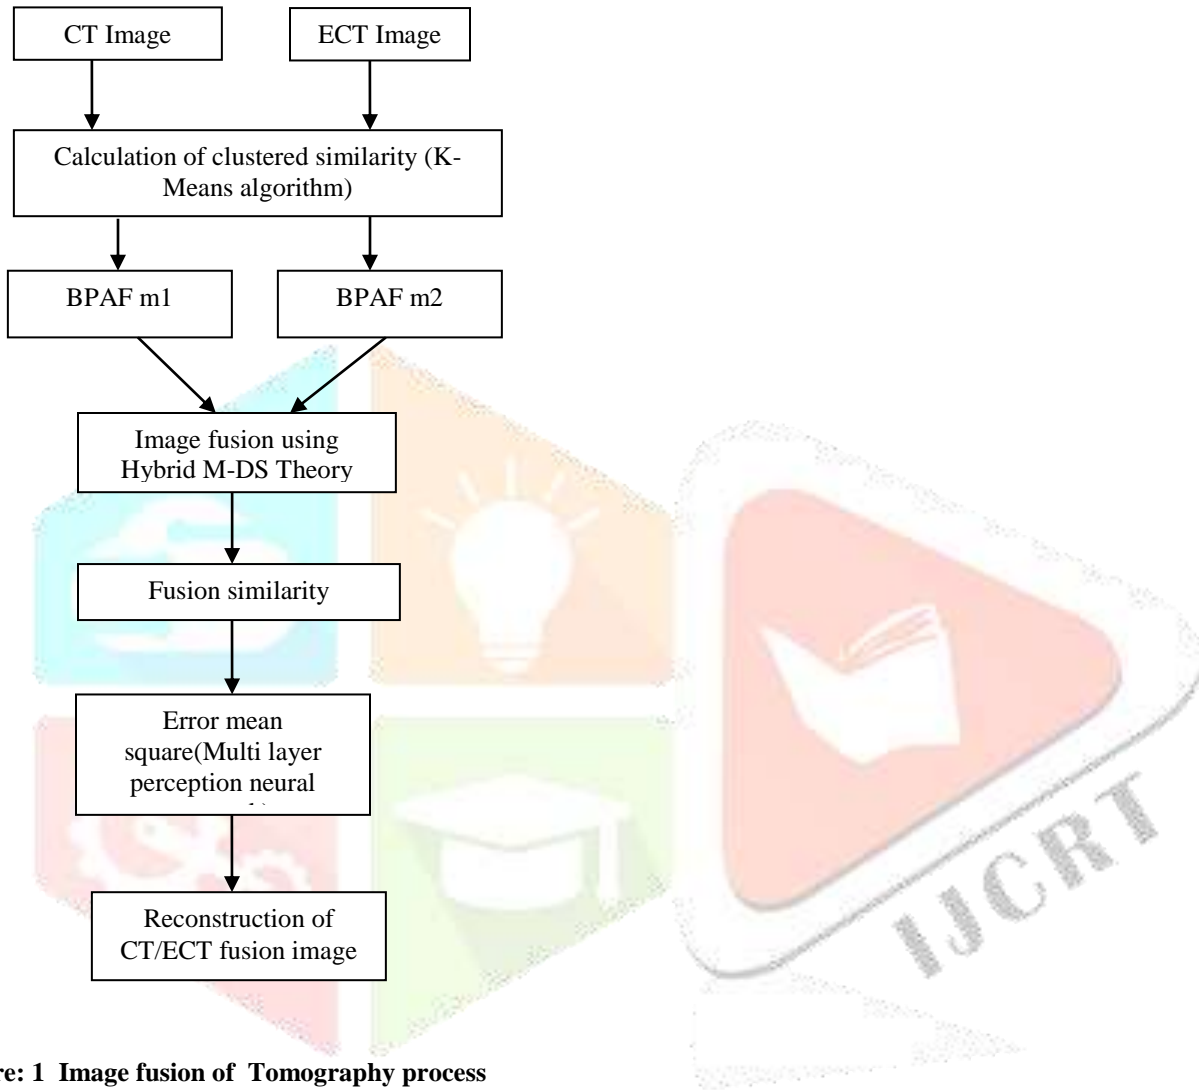 CT Image
ECT Image
Calculation of clustered similarity (K-
Means algorithm)
BPAF m1
BPAF m2
Image fusion using
Hybrid M-DS Theory
Fusion similarity
Error mean
square(Multi layer
perception neural
Reconstruction of
CT/ECT fusion image
IJCRT
re: 1 Image fusion of Tomography process